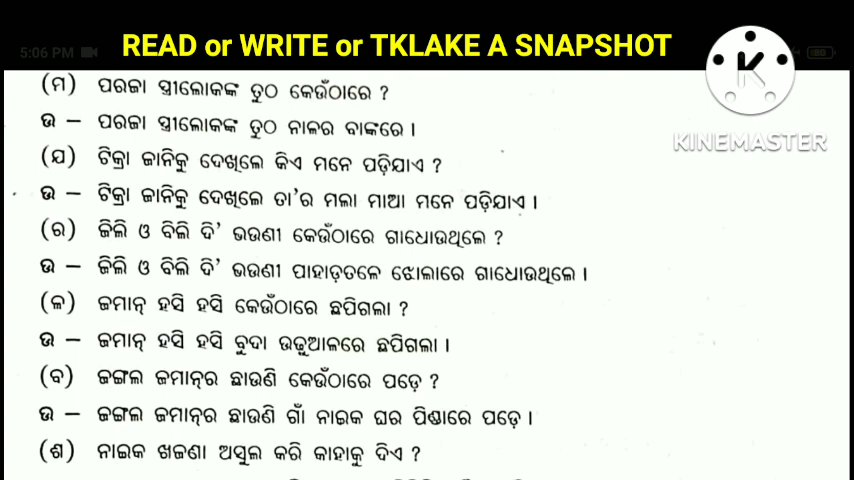 5:06 PM
READ or WRITE or TKLAKE A SNAPSHOT
K
KINEMASTER
(ମ) ପରଜା ସ୍ତ୍ରୀଲୋକଙ୍କ ତୁଠ କେଉଁଠାରେ ?
ଉ – ପରଜା ସ୍ତ୍ରୀଲୋକଙ୍କ ତୁଠ ନାଳର ବାଙ୍କରେ ।
(ଯ) ଟିକ୍ରା ଜାନିକୁ ଦେଖିଲେ କିଏ ମନେ ପଡ଼ିଯାଏ ?
ଉ – ଟିକ୍ରା ଜାନିକୁ ଦେଖିଲେ ତା'ର ମଲା ମାଆ ମନେ ପଡ଼ିଯାଏ ।
(ର) ଜିଲି ଓ ବିଲି ଦି' ଭଉଣୀ କେଉଁଠାରେ ଗାଧୋଉଥିଲେ ?
ଉ – ଜିଲି ଓ ବିଲି ଦି' ଭଉଣୀ ପାହାଡ଼ତଳେ ଝୋଲାରେ ଗାଧୋଉଥିଲେ ।
(ଳ) ଜମାନ୍ ହସି ହସି କେଉଁଠାରେ ଛପିଗଲା ?
ଉ – ଜମାନ୍ ହସି ହସି ବୁଦା ଉଢୁଆଳରେ ଛପିଗଲା ।
(ବ) ଜଙ୍ଗଲ ଜମାନ୍‌ର ଛାଉଣି କେଉଁଠାରେ ପଡ଼େ ?
ଉ – ଜଙ୍ଗଲ ଜମାନ୍‌ର ଛାଉଣି ଗାଁ ନାଇକ ଘର ପିଣ୍ଡାରେ ପଡ଼େ ।
(ଶ) ନାଇକ ଖଜଣା ଅସୁଲ କରି କାହାକୁ ଦିଏ ?